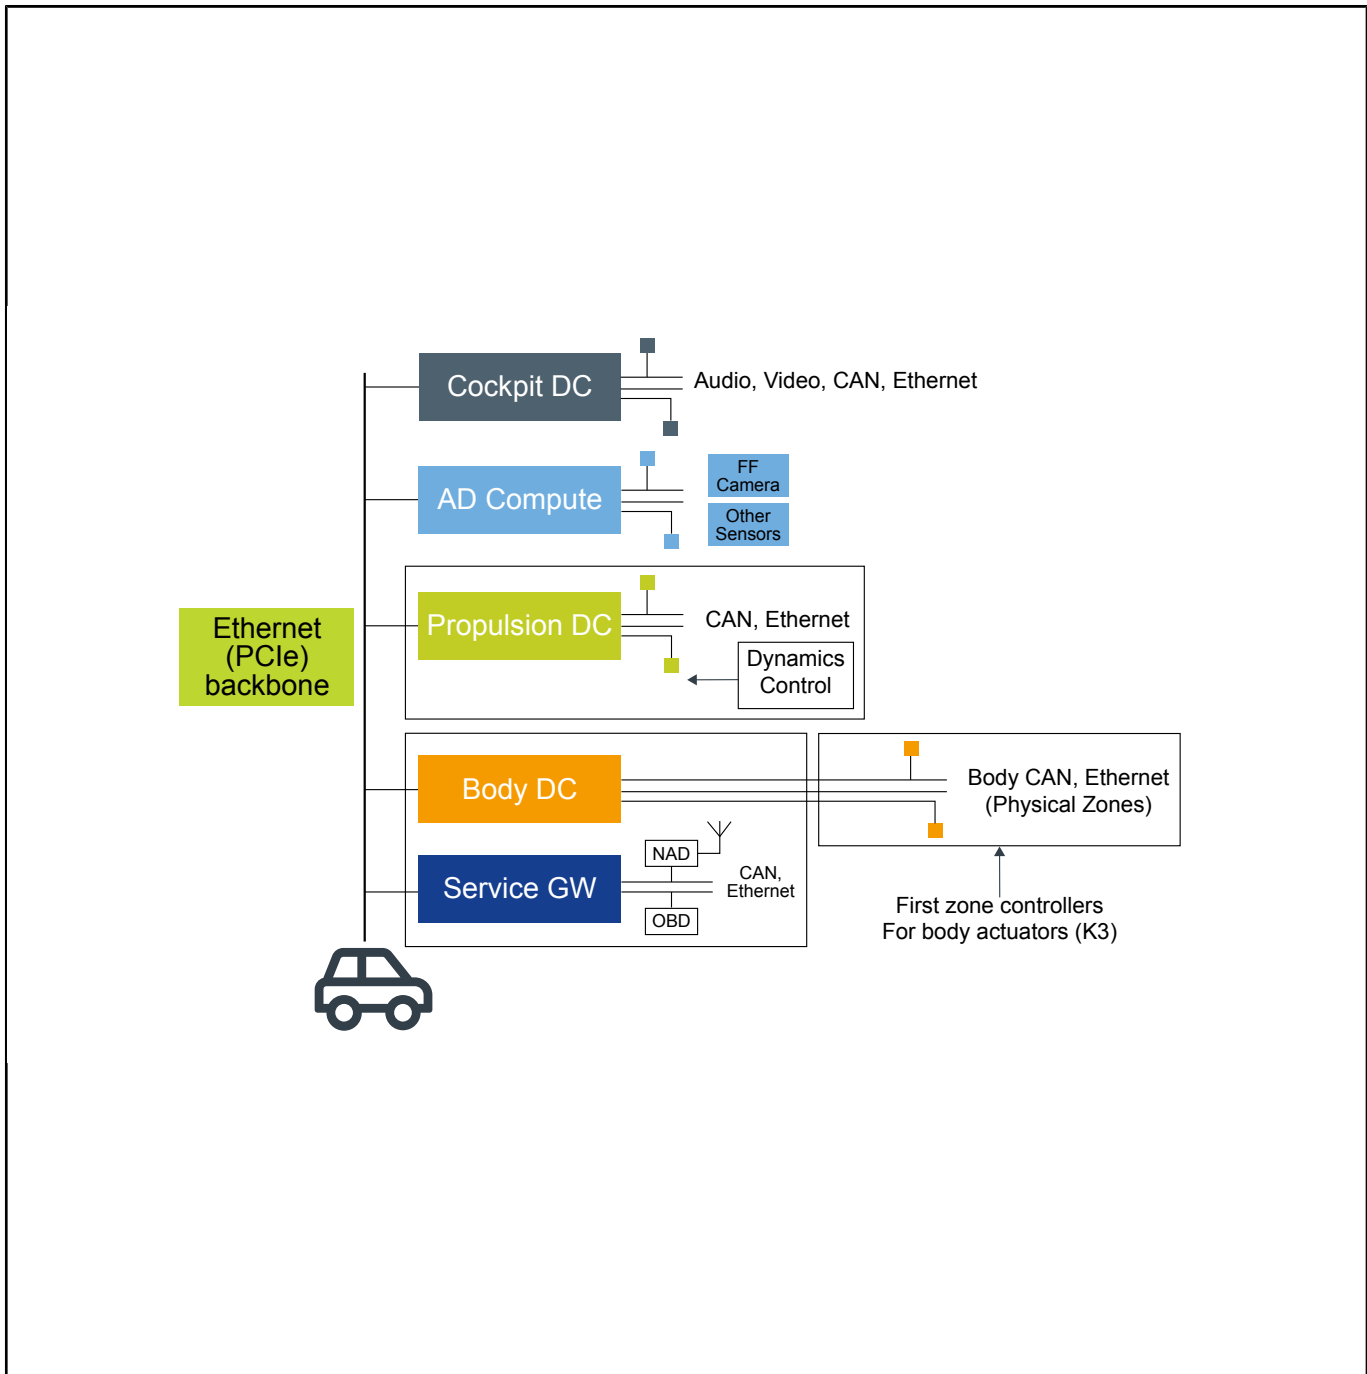 Cockpit DC
Audio, Video, CAN, Ethernet
AD Compute
FF
Camera
Other
Sensors
Ethernet
(PCIe)
backbone
Propulsion DC
CAN, Ethernet
Dynamics
Control
Body DC
Body CAN, Ethernet
(Physical Zones)
Service GW
NAD
OBD
CAN,
Ethernet
First zone controllers
For body actuators (K3)